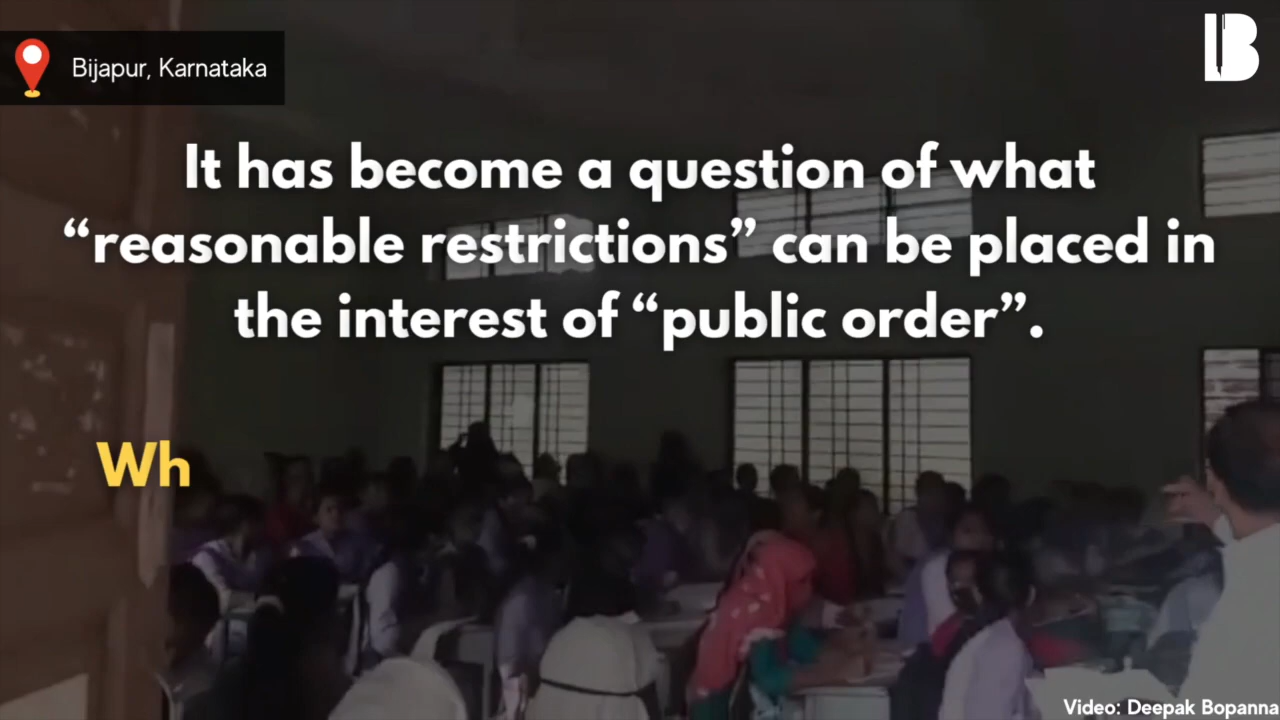 Bijapur, Karnataka
B
It has become a question of what
“reasonable restrictions” can be placed in
the interest of “public order”.
Wh
Video: Deepak Bopanna